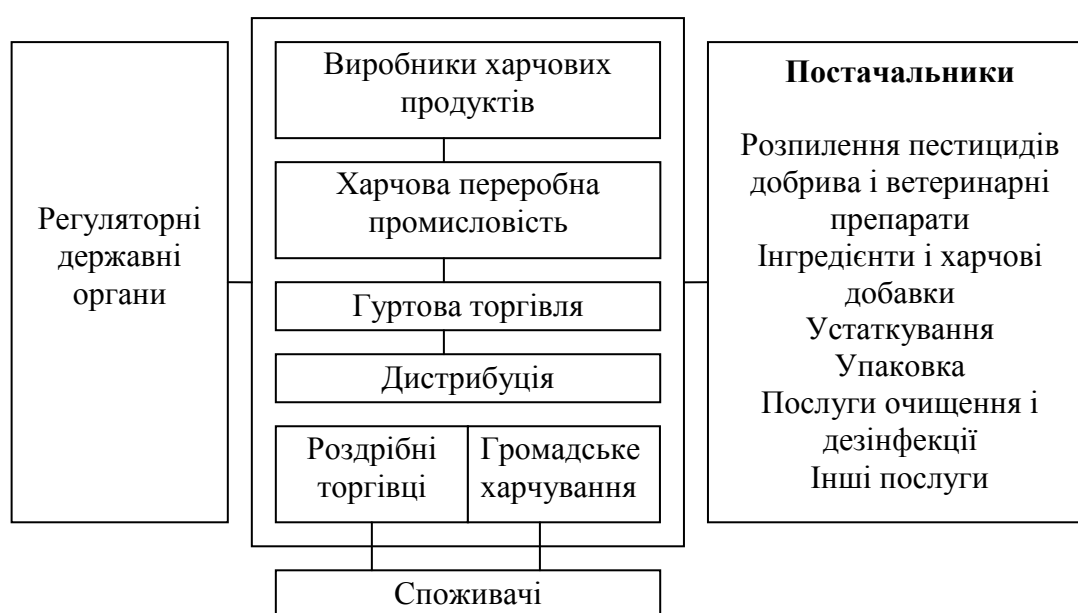 Регуляторні
державні
органи
Виробники харчових
продуктів
Харчова переробна
промисловість
Гуртова торгівля
Дистрибуція
Роздрібні
торгівці
Громадське
харчування
Споживачі
Постачальники
Розпилення пестицидів
добрива і ветеринарні
препарати
Інгредієнти і харчові
добавки
Устаткування
Упаковка
Послуги очищення і
дезінфекції
Інші послуги